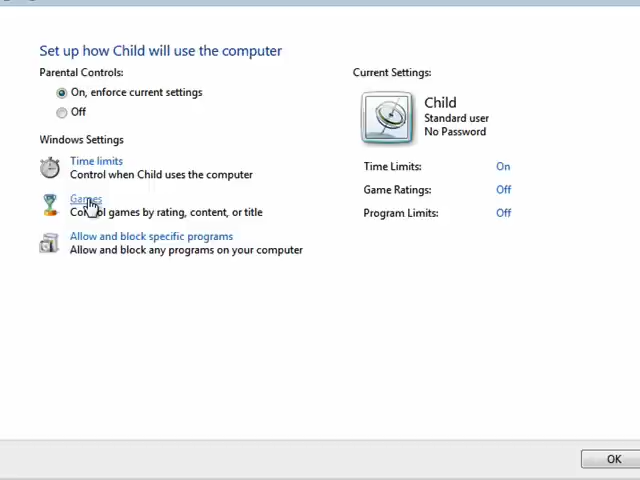 Set up how Child will use the computer
Parental Controls:
On, enforce current settings
Off
Windows Settings
Time limits
Control when Child uses the computer
Games
Control games by rating, content, or title
Allow and block specific programs
Allow and block any programs on your computer
Current Settings:
Child
Standard user
No Password
Time Limits: On
Game Ratings: Off
Program Limits: Off
OK